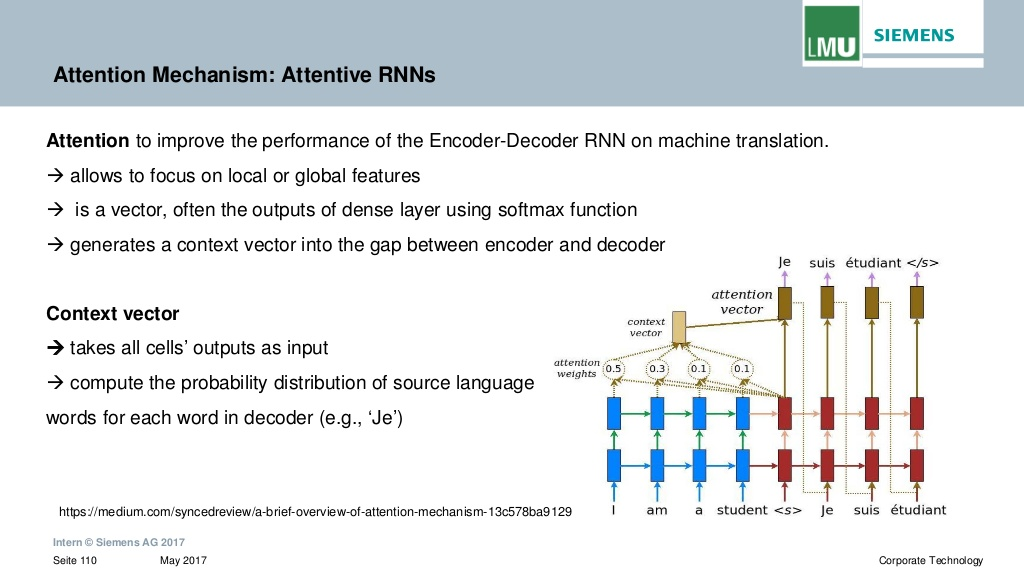 LMU
SIEMENS
Attention Mechanism: Attentive RNNs
Attention to improve the performance of the Encoder-Decoder RNN on machine translation.
→ allows to focus on local or global features
→ is a vector, often the outputs of dense layer using softmax function
→ generates a context vector into the gap between encoder and decoder
Context vector
→ takes all cells’ outputs as input
→ compute the probability distribution of source language
words for each word in decoder (e.g., ‘Je’)
Je suis étudiant </s>
attention
vector
context
vector
attention
weights
0.5 0.3 0.1 0.1
I am a student <s> Je suis étudiant
https://medium.com/syncedreview/a-brief-overview-of-attention-mechanism-13c578ba9129
Intern © Siemens AG 2017
Seite 110 May 2017 Corporate Technology